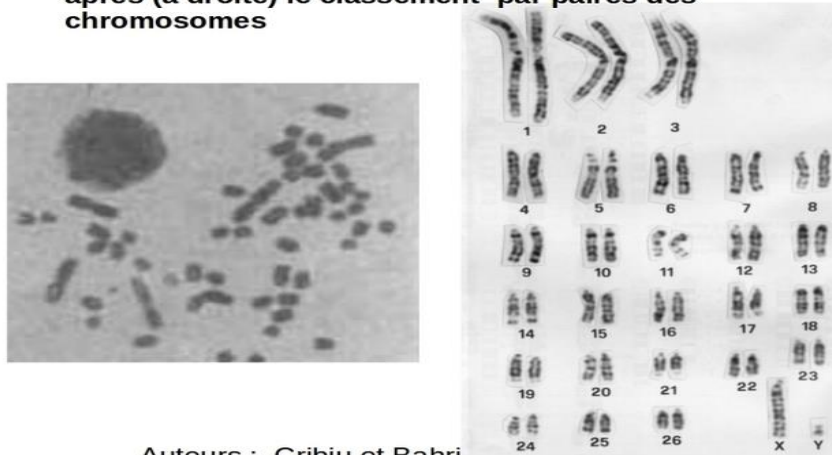 après (à droite) le classement par paires des
chromosomes
1 2 3
4 5 6 7 8
9 10 11 12 13
14 15 16 17 18
19 20 21 22 23
24 25 26 X Y
Auteurs : Gribiu et Bahri